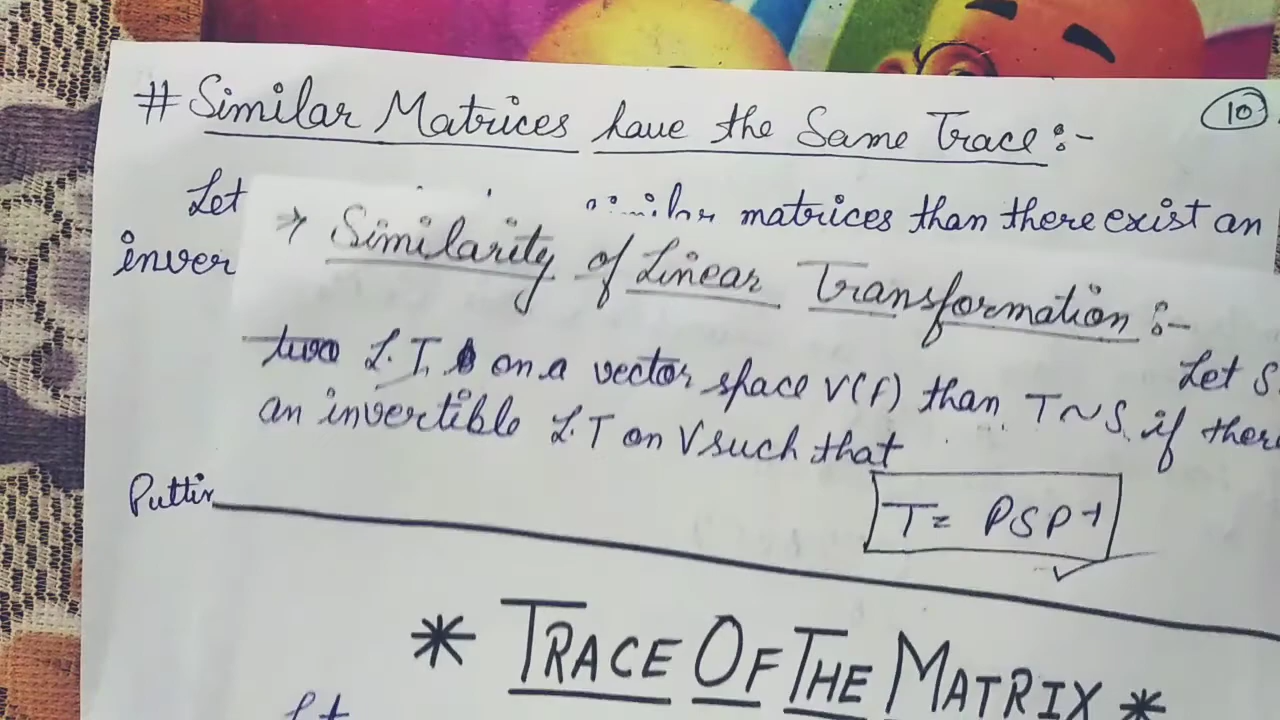 # Similar Matrices have the Same Trace :-
10
Let similar matrices than there exist an
inver
→ Similarity of Linear Transformation :-
Let S
two L.T. on a vector space V(F) than T~S. if there
an invertible L.T on V such that
Puttin
T = PSP-1
* TRACE OF THE MATRIX *